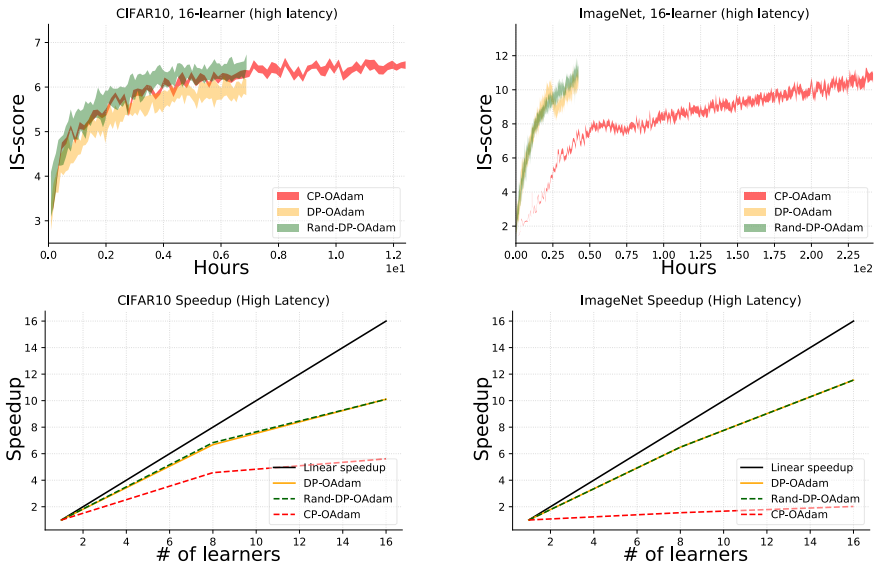 CIFAR10, 16-learner (high latency)
7
6
5
4
3
IS-score
0.0
0.2
0.4
0.6
0.8
1.0
1.2
1e1
Hours
CP-OAdam
DP-OAdam
Rand-DP-OAdam
ImageNet, 16-learner (high latency)
12
10
8
6
4
2
IS-score
0.00
0.25
0.50
0.75
1.00
1.25
1.50
1.75
2.00
2.25
1e2
Hours
CP-OAdam
DP-OAdam
Rand-DP-OAdam
CIFAR10 Speedup (High Latency)
16
14
12
10
8
6
4
2
Speedup
2
4
6
8
10
12
14
16
# of learners
Linear speedup
DP-OAdam
Rand-DP-OAdam
CP-OAdam
ImageNet Speedup (High Latency)
16
14
12
10
8
6
4
2
Speedup
2
4
6
8
10
12
14
16
# of learners
Linear speedup
DP-OAdam
Rand-DP-OAdam
CP-OAdam